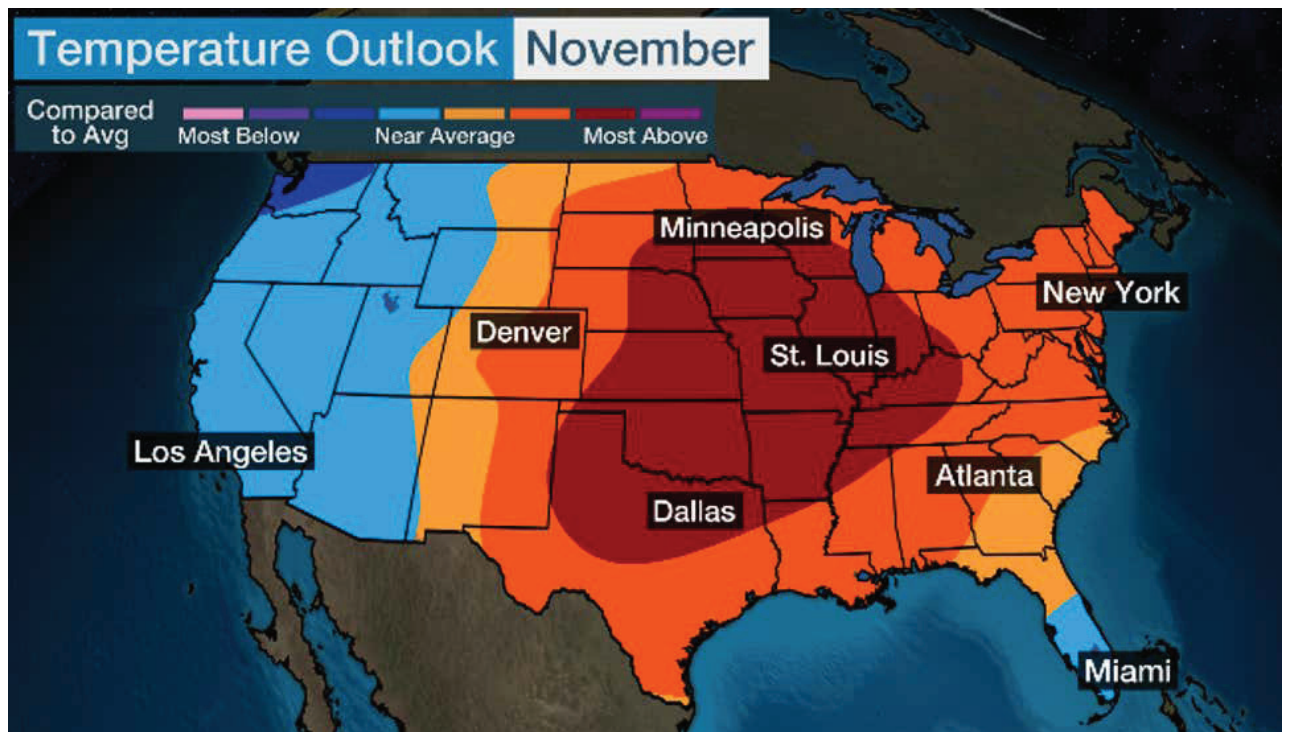 Temperature Outlook November
Compared
to Avg
Most Below Near Average Most Above
Minneapolis
New York
Denver
St. Louis
Los Angeles
Atlanta
Dallas
Miami